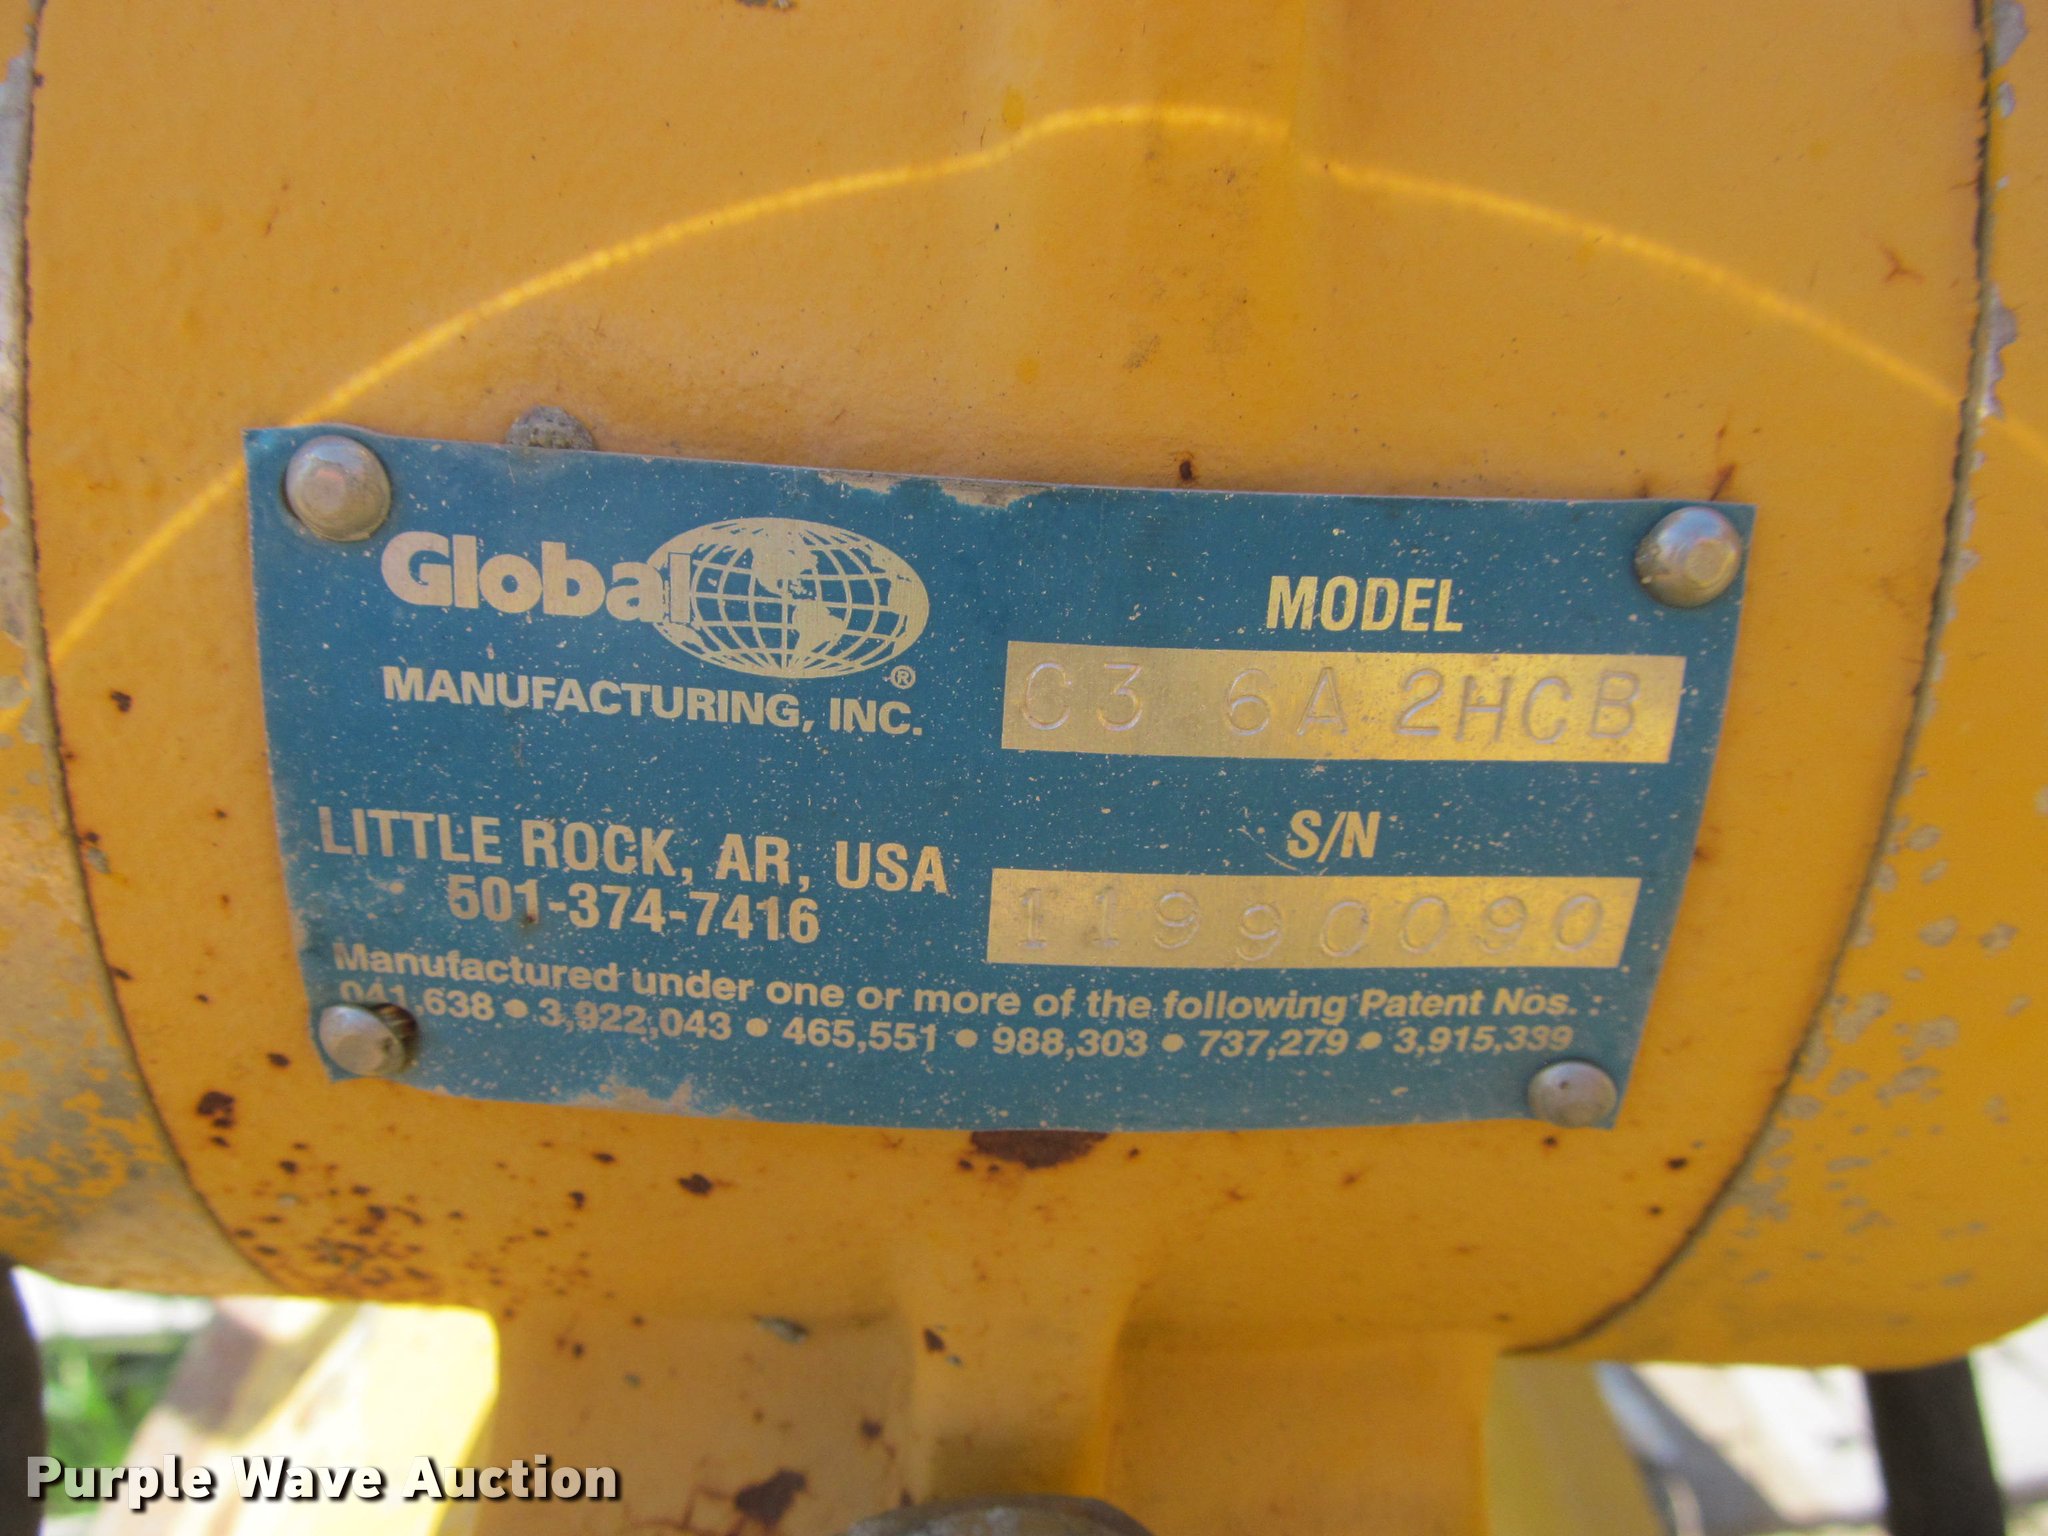 Global
®
MANUFACTURING, INC.
LITTLE ROCK, AR, USA
501-374-7416
MODEL
C3 6A 2HCB
S/N
11990090
Manufactured under one or more of the following Patent Nos. :
041,638 • 3,922,043 • 465,551 • 988,303 • 737,279 • 3,915,339
Purple Wave Auction